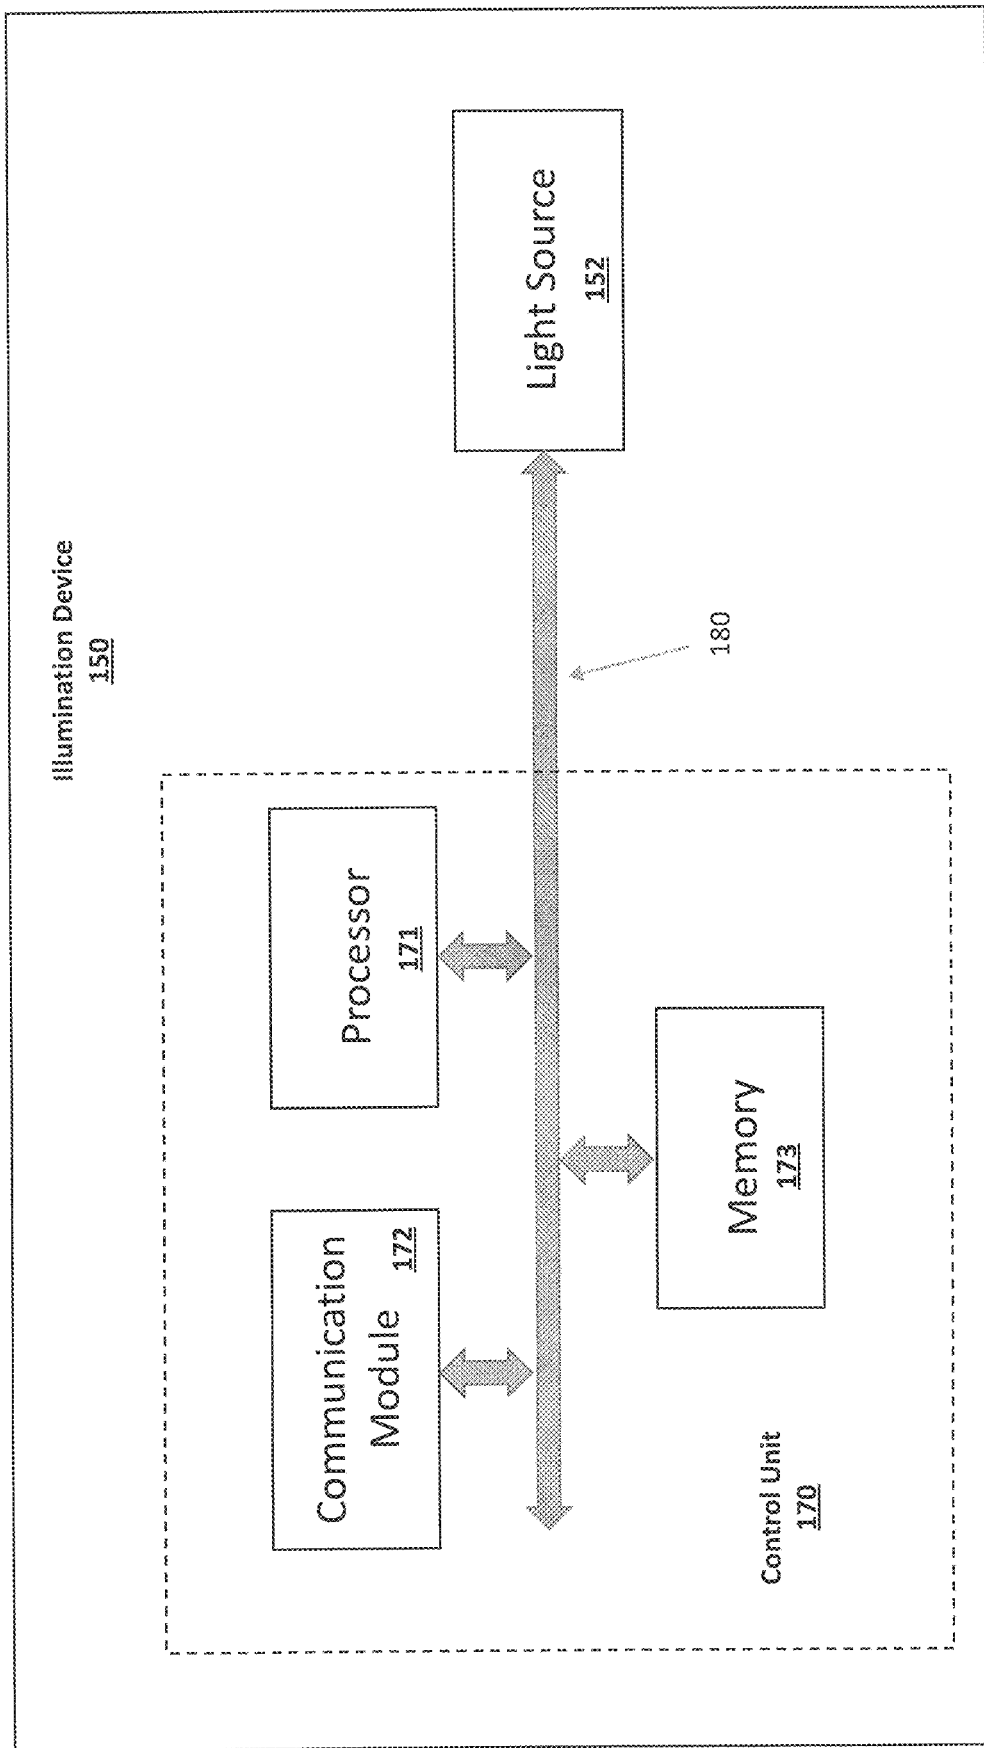 Illumination Device
150
Communication
Module
172
Processor
171
Light Source
152
180
Memory
173
Control Unit
170